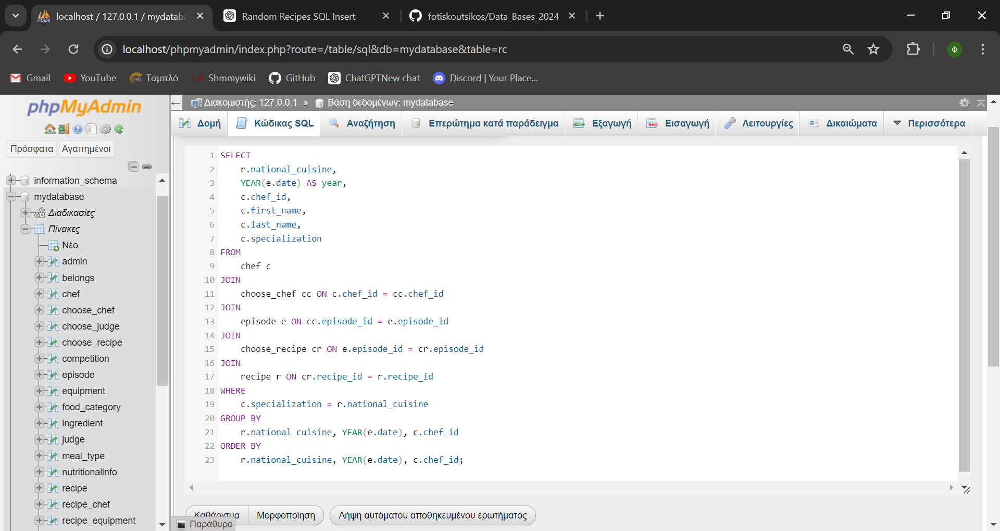 localhost / 127.0.0.1 / mydatab
Random Recipes SQL Insert
fotiskoutsikos/Data_Bases_2024
localhost/phpmyadmin/index.php?route=/table/sql&db=mydatabase&table=rc
Φ
Gmail
YouTube
Ταμπλό
Shmmywiki
GitHub
ChatGPTNew chat
Discord | Your Place...
phpMyAdmin
Πρόσφατα
Αγαπημένοι
information_schema
mydatabase
Διαδικασίες
Πίνακες
Νέο
admin
belongs
chef
choose_chef
choose_judge
choose_recipe
competition
episode
equipment
food_category
ingredient
judge
meal_type
nutritionalinfo
recipe
recipe_chef
recipe_equipment
Διακομιστής: 127.0.0.1 » Βάση δεδομένων: mydatabase
Δομή
Κώδικας SQL
Αναζήτηση
Επερώτημα κατά παράδειγμα
Εξαγωγή
Εισαγωγή
Λειτουργίες
Δικαιώματα
Περισσότερα
1 SELECT
2 r.national_cuisine,
3 YEAR(e.date) AS year,
4 c.chef_id,
5 c.first_name,
6 c.last_name,
7 c.specialization
8 FROM
9 chef c
10 JOIN
11 choose_chef cc ON c.chef_id = cc.chef_id
12 JOIN
13 episode e ON cc.episode_id = e.episode_id
14 JOIN
15 choose_recipe cr ON e.episode_id = cr.episode_id
16 JOIN
17 recipe r ON cr.recipe_id = r.recipe_id
18 WHERE
19 c.specialization = r.national_cuisine
20 GROUP BY
21 r.national_cuisine, YEAR(e.date), c.chef_id
22 ORDER BY
23 r.national_cuisine, YEAR(e.date), c.chef_id;
Καθάρισμα
Μορφοποίηση
Λήψη αυτόματου αποθηκευμένου ερωτήματος
Παράθυρο